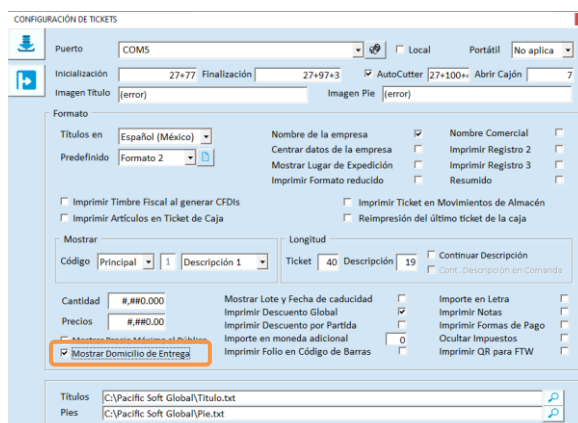 CONFIGURACIÓN DE TICKETS
Puerto COM5 Local Portátil No aplica
Inicialización 27+77 Finalización 27+97+3 AutoCutter 27+100+ Abrir Cajón 7
Imagen Título (error) Imagen Pie (error)
Formato
Títulos en Español (México) Nombre de la empresa Nombre Comercial
Centrar datos de la empresa Imprimir Registro 2
Predefinido Formato 2 Mostrar Lugar de Expedición Imprimir Registro 3
Imprimir Formato reducido Resumido
Imprimir Timbre Fiscal al generar CFDIs Imprimir Ticket en Movimientos de Almacén
Imprimir Artículos en Ticket de Caja Reimpresión del último ticket de la caja
Mostrar Longitud
Código Principal 1 Descripción 1 Ticket 40 Descripción 19 Continuar Descripción
Cont. Descripción en Comanda
Cantidad #,##0.000 Mostrar Lote y Fecha de caducidad Importe en Letra
Imprimir Descuento Global Imprimir Notas
Precios #,##0.00 Imprimir Descuento por Partida Imprimir Formas de Pago
Mostrar Precio Máximo al Público Importe en moneda adicional 0 Ocultar Impuestos
Mostrar Domicilio de Entrega Imprimir Folio en Código de Barras Imprimir QR para FTW
Títulos C:\Pacific Soft Global\Titulo.txt
Pies C:\Pacific Soft Global\Pie.txt